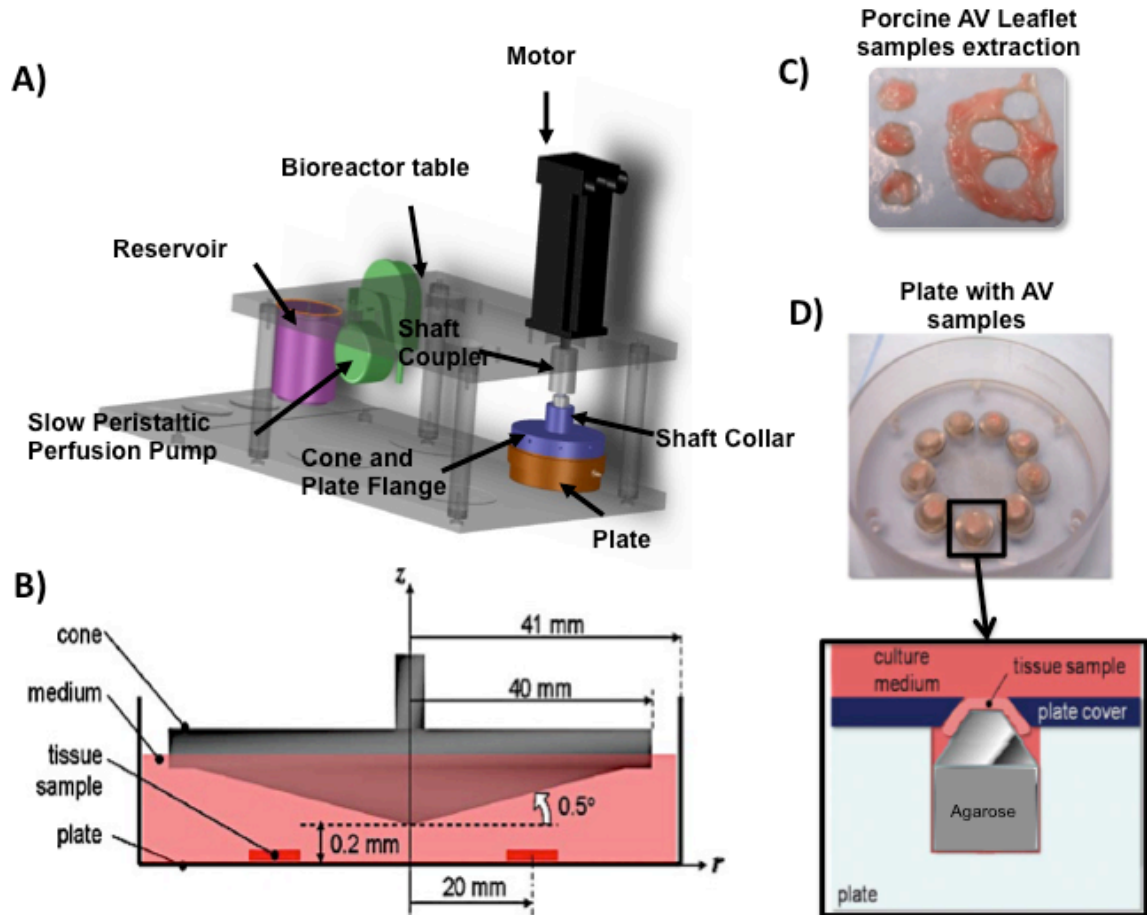 A)
Motor
Bioreactor table
Reservoir
Shaft
Coupler
Slow Peristaltic
Perfusion Pump
Cone and
Plate Flange
Shaft Collar
Plate
B)
z
41 mm
cone
40 mm
medium
tissue
sample
0.5°
0.2 mm
plate
r
20 mm
C)
Porcine AV Leaflet
samples extraction
D)
Plate with AV
samples
culture
medium
tissue sample
plate cover
Agarose
plate